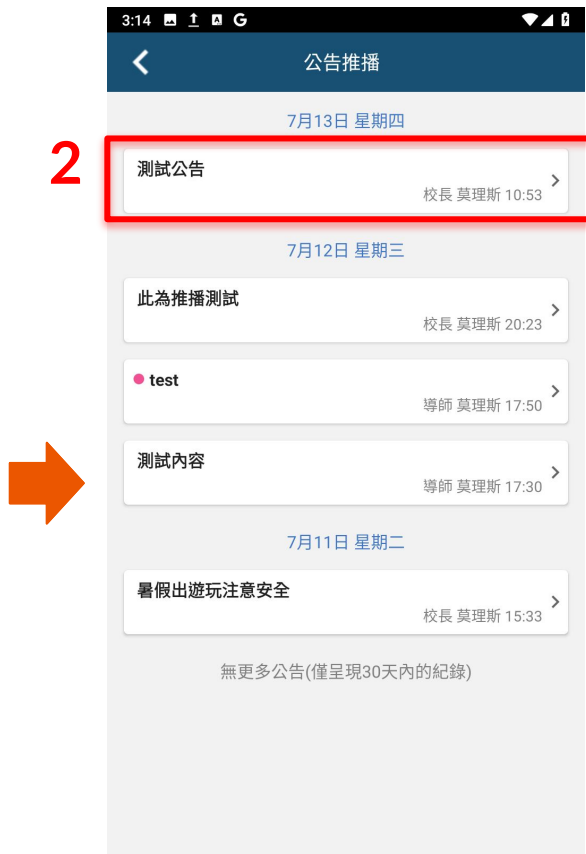 3:14 G
公告推播
7月13日 星期四
2
測試公告
校長 莫理斯 10:53
7月12日 星期三
此為推播測試
校長 莫理斯 20:23
test
導師 莫理斯 17:50
測試內容
導師 莫理斯 17:30
7月11日 星期二
暑假出遊玩注意安全
校長 莫理斯 15:33
無更多公告(僅呈現30天內的紀錄)